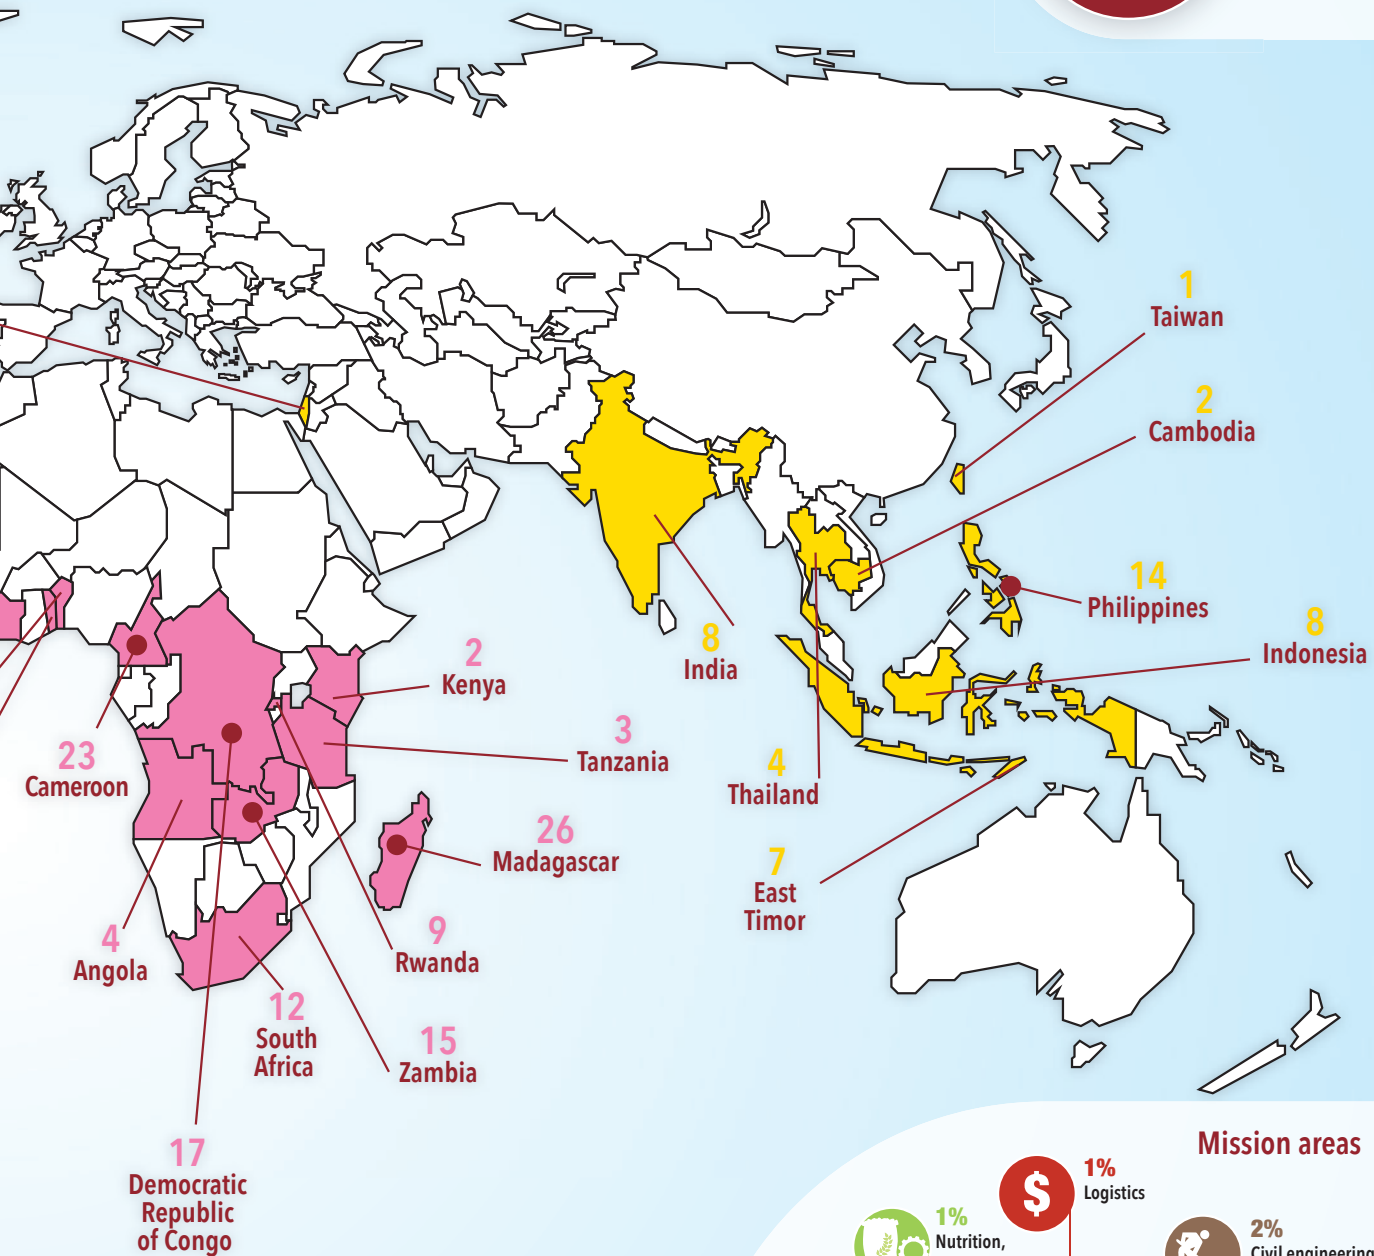 1
Taiwan
2
Cambodia
14
Philippines
8
Indonesia
8
India
2
Kenya
3
Tanzania
23
Cameroon
4
Thailand
26
Madagascar
7
East
Timor
4
Angola
9
Rwanda
12
South
Africa
15
Zambia
17
Democratic
Republic
of Congo
Mission areas
1%
Logistics
$
1%
Nutrition,
2%
Civil engineering